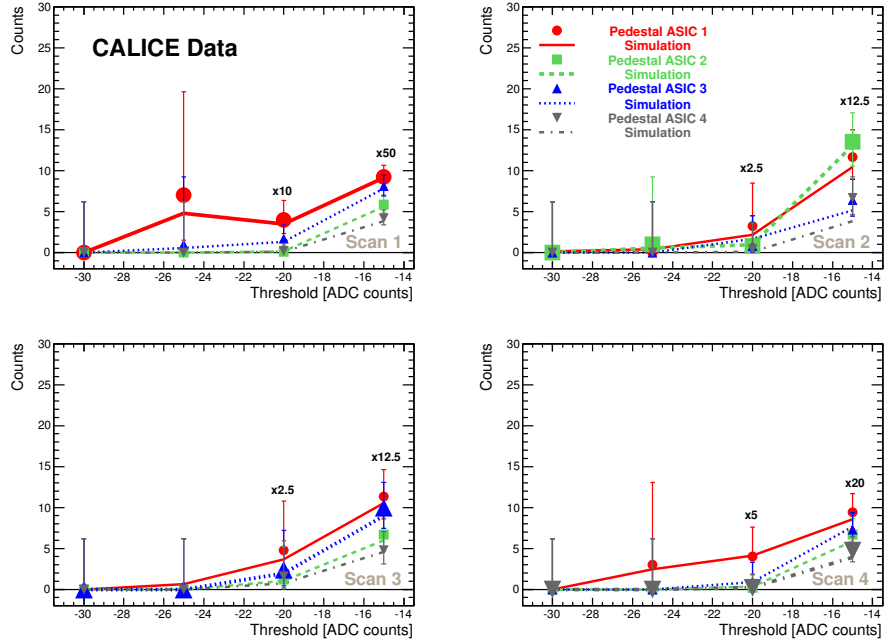 Counts
30
25
20
15
10
5
0
CALICE Data
x10
x50
Scan 1
-30 -28 -26 -24 -22 -20 -18 -16 -14
Threshold [ADC counts]
Counts
30
25
20
15
10
5
0
Pedestal ASIC 1
Simulation
Pedestal ASIC 2
Simulation
Pedestal ASIC 3
Simulation
Pedestal ASIC 4
Simulation
x2.5
x12.5
Scan 2
-30 -28 -26 -24 -22 -20 -18 -16 -14
Threshold [ADC counts]
Counts
30
25
20
15
10
5
0
x2.5
x12.5
Scan 3
-30 -28 -26 -24 -22 -20 -18 -16 -14
Threshold [ADC counts]
Counts
30
25
20
15
10
5
0
x5
x20
Scan 4
-30 -28 -26 -24 -22 -20 -18 -16 -14
Threshold [ADC counts]